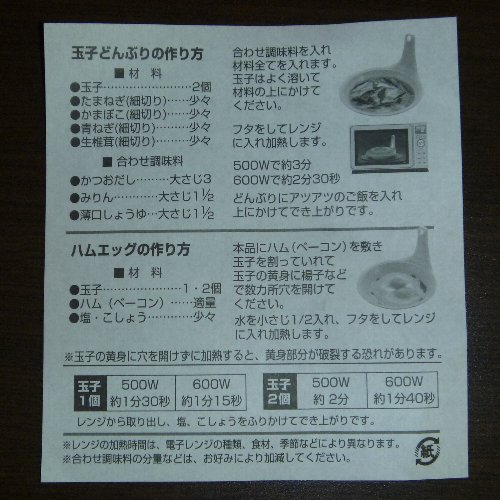 玉子どんぶりの作り方
■材 料
●玉子……………………2個
●たまねぎ(細切り)……少々
●かまぼこ(細切り)……少々
●青ねぎ(細切り)………少々
●生椎茸(細切り)………少々
■合わせ調味料
●かつおだし………大さじ3
●みりん……………大さじ1½
●薄口しょうゆ…大さじ1½
合わせ調味料を入れ
材料全てを入れます。
玉子はよく溶いて
材料の上にかけて
ください。
フタをしてレンジ
に入れ加熱します。
500Wで約3分
600Wで約2分30秒
どんぶりにアツアツのご飯を入れ
上にかけてでき上がりです。
ハムエッグの作り方
■材 料
●玉子…………………1・2個
●ハム（ベーコン）……適量
●塩・こしょう…………少々
本品にハム(ベーコン)を敷き
玉子を割っていれて
玉子の黄身に楊子など
で数カ所穴を開けて
ください。
水を小さじ1/2入れ、フタをしてレンジ
に入れ加熱します。
※玉子の黄身に穴を開けずに加熱すると、黄身部分が破裂する恐れがあります。
玉子1個 500W 約1分30秒 600W 約1分15秒
玉子2個 500W 約2分 600W 約1分40秒
レンジから取り出し、塩、こしょうをふりかけてでき上がりです。
※レンジの加熱時間は、電子レンジの種類、食材、季節などにより異なります。
※合わせ調味料の分量などは、お好みにより加減してください。
紙